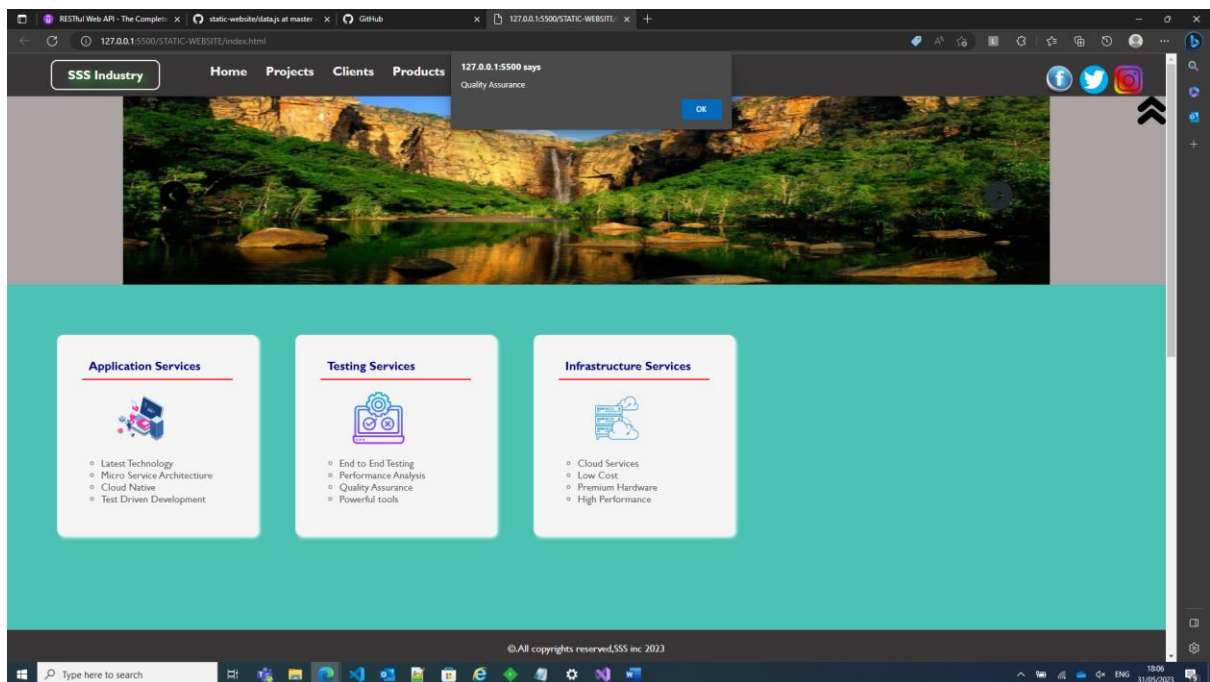 RESTful Web API - The Complete
static-website/data.js at master
GitHub
127.0.0.1:5500/STATIC-WEBSITE/
127.0.0.1:5500/STATIC-WEBSITE/index.html
SSS Industry
Home Projects Clients Products
127.0.0.1:5500 says
Quality Assurance
OK
Application Services
Latest Technology
Micro Service Architectiure
Cloud Native
Test Driven Development
Testing Services
End to End Testing
Performance Analysis
Quality Assurance
Powerful tools
Infrastructure Services
Cloud Services
Low Cost
Premium Hardware
High Performance
©.All copyrights reserved,SSS inc 2023
Type here to search
ENG
18:06
31/05/2023